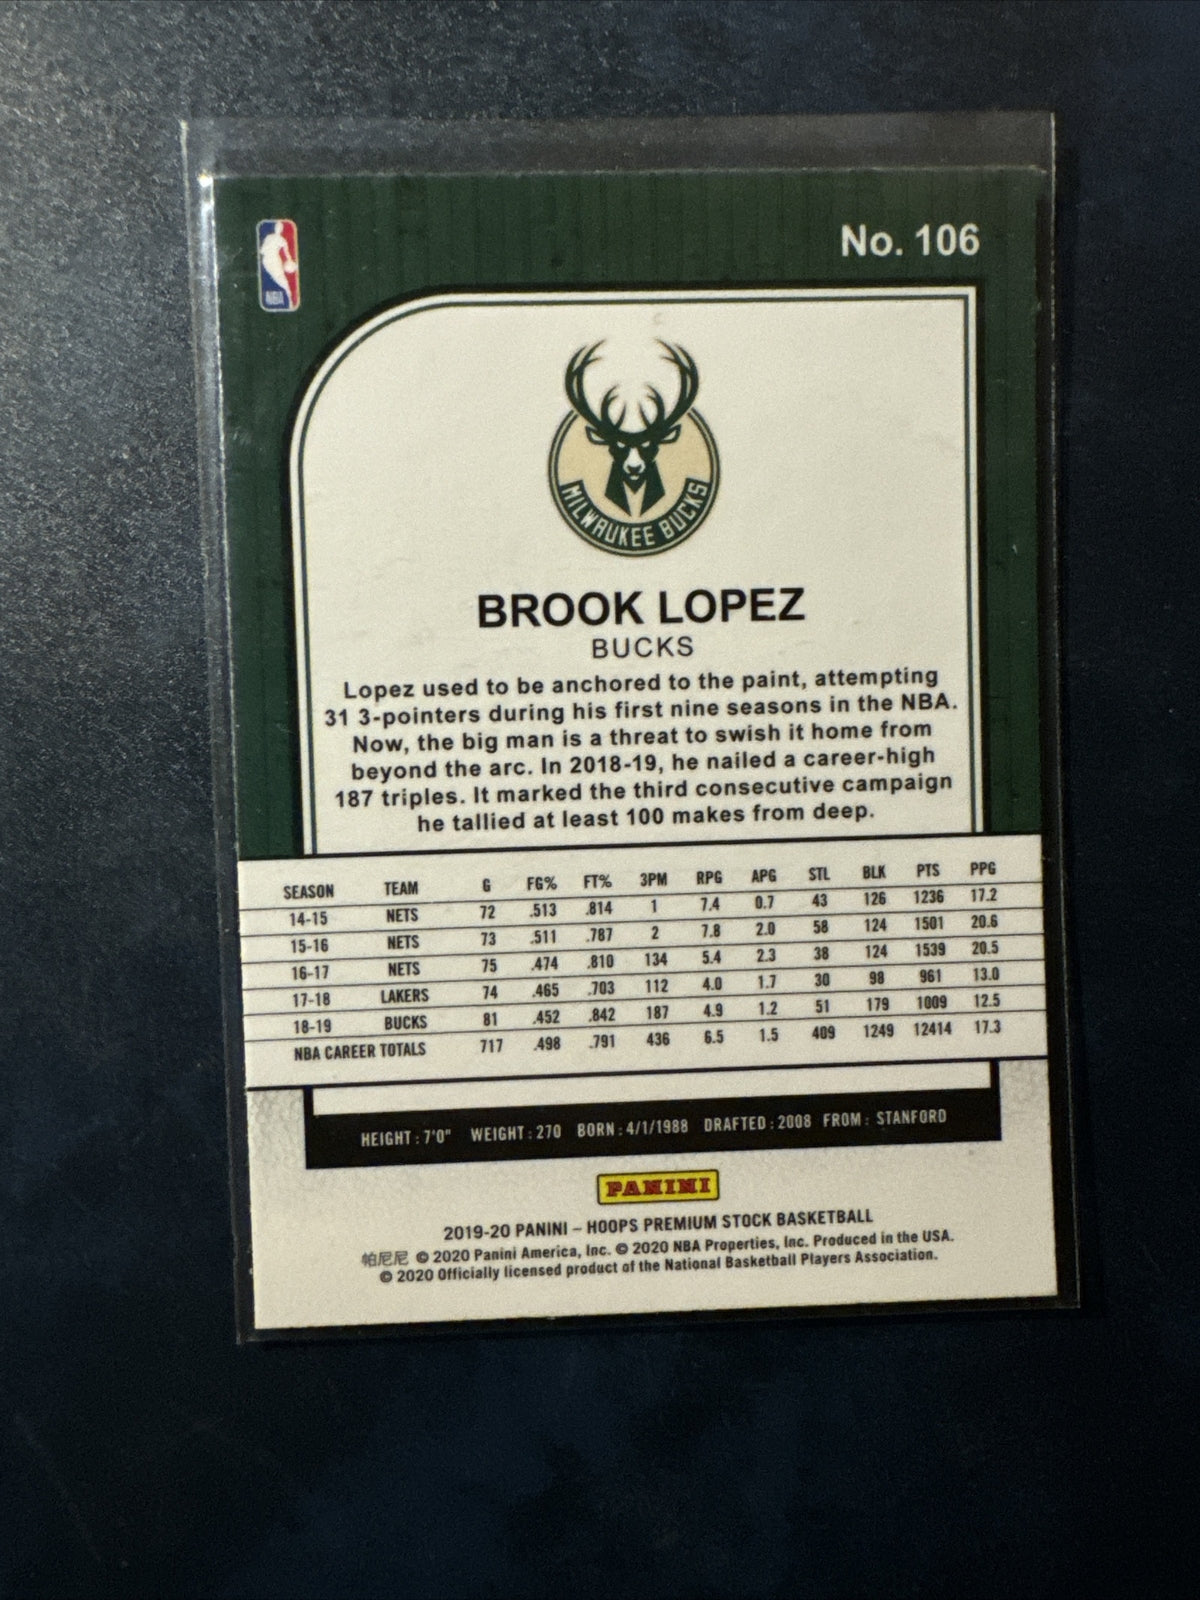 NBA
No. 106
MILWAUKEE BUCKS
BROOK LOPEZ
BUCKS
Lopez used to be anchored to the paint, attempting
31 3-pointers during his first nine seasons in the NBA.
Now, the big man is a threat to swish it home from
beyond the arc. In 2018-19, he nailed a career-high
187 triples. It marked the third consecutive campaign
he tallied at least 100 makes from deep.
SEASON TEAM G FG% FT% 3PM RPG APG STL BLK PTS PPG
14-15 NETS 72 .513 .814 1 7.4 0.7 43 126 1236 17.2
15-16 NETS 73 .511 .787 2 7.8 2.0 58 124 1501 20.6
16-17 NETS 75 .474 .810 134 5.4 2.3 38 124 1539 20.5
17-18 LAKERS 74 .465 .703 112 4.0 1.7 30 98 961 13.0
18-19 BUCKS 81 .452 .842 187 4.9 1.2 51 179 1009 12.5
NBA CAREER TOTALS 717 .498 .791 436 6.5 1.5 409 1249 12414 17.3
HEIGHT: 7'0" WEIGHT: 270 BORN: 4/1/1988 DRAFTED: 2008 FROM: STANFORD
PANINI
2019-20 PANINI – HOOPS PREMIUM STOCK BASKETBALL
帕尼尼 © 2020 Panini America, Inc. © 2020 NBA Properties, Inc. Produced in the USA.
© 2020 Officially licensed product of the National Basketball Players Association.